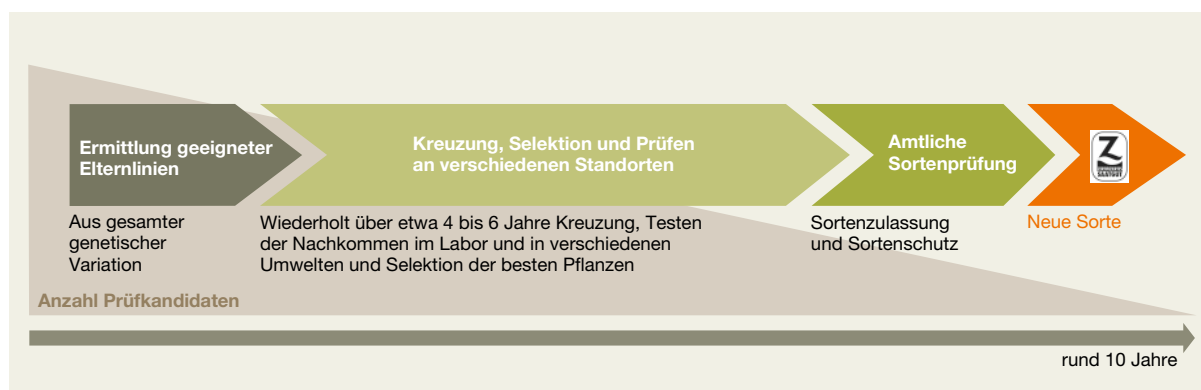 Ermittlung geeigneter
Elternlinien
Kreuzung, Selektion und Prüfen
an verschiedenen Standorten
Amtliche
Sortenprüfung
Z
SAATGUT
Aus gesamter
genetischer
Variation
Wiederholt über etwa 4 bis 6 Jahre Kreuzung, Testen
der Nachkommen im Labor und in verschiedenen
Umwelten und Selektion der besten Pflanzen
Sortenzulassung
und Sortenschutz
Neue Sorte
Anzahl Prüfkandidaten
rund 10 Jahre